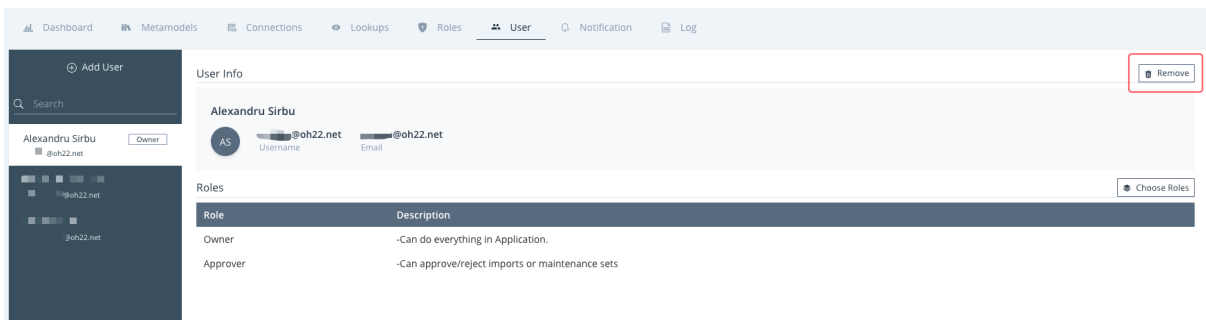 Dashboard Metamodels Connections Lookups Roles User Notification Log
Add User
Search
Alexandru Sirbu Owner
.@oh22.net
@oh22.net
@oh22.net
User Info Remove
Alexandru Sirbu
AS @oh22.net @oh22.net
Username Email
Roles Choose Roles
Role Description
Owner -Can do everything in Application.
Approver -Can approve/reject imports or maintenance sets